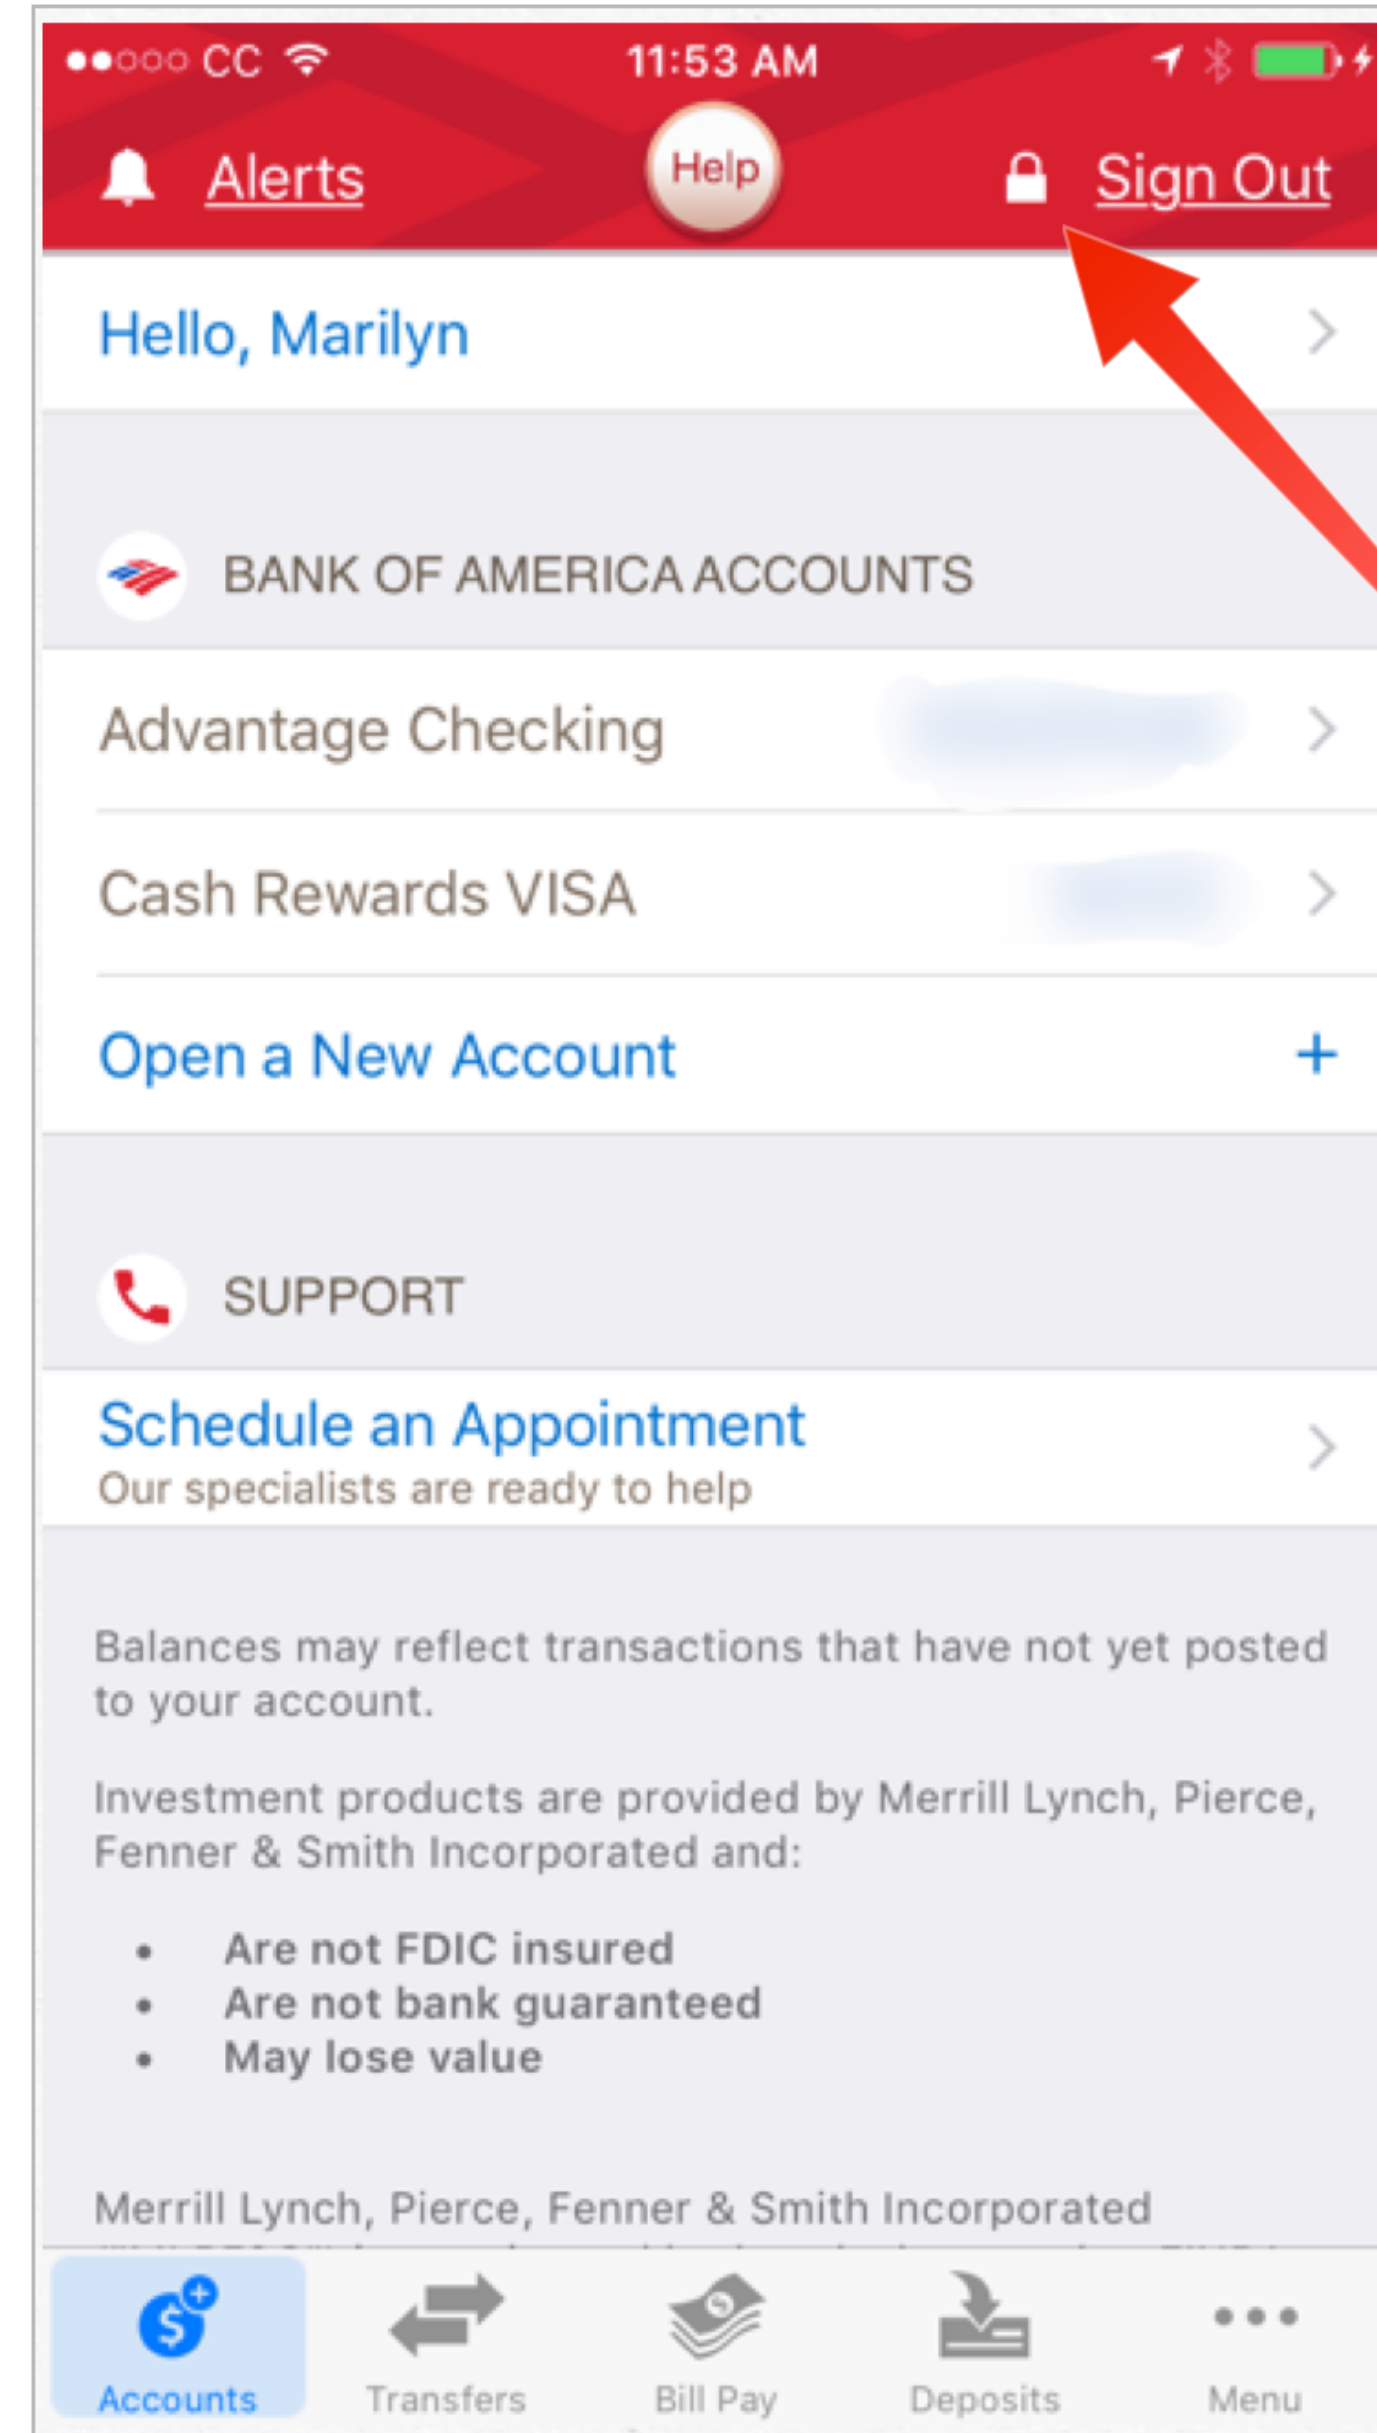 CC 11:53 AM
Alerts Help Sign Out
Hello, Marilyn
BANK OF AMERICA ACCOUNTS
Advantage Checking
Cash Rewards VISA
Open a New Account +
SUPPORT
Schedule an Appointment
Our specialists are ready to help
Balances may reflect transactions that have not yet posted
to your account.
Investment products are provided by Merrill Lynch, Pierce,
Fenner & Smith Incorporated and:
• Are not FDIC insured
• Are not bank guaranteed
• May lose value
Merrill Lynch, Pierce, Fenner & Smith Incorporated
Accounts Transfers Bill Pay Deposits Menu